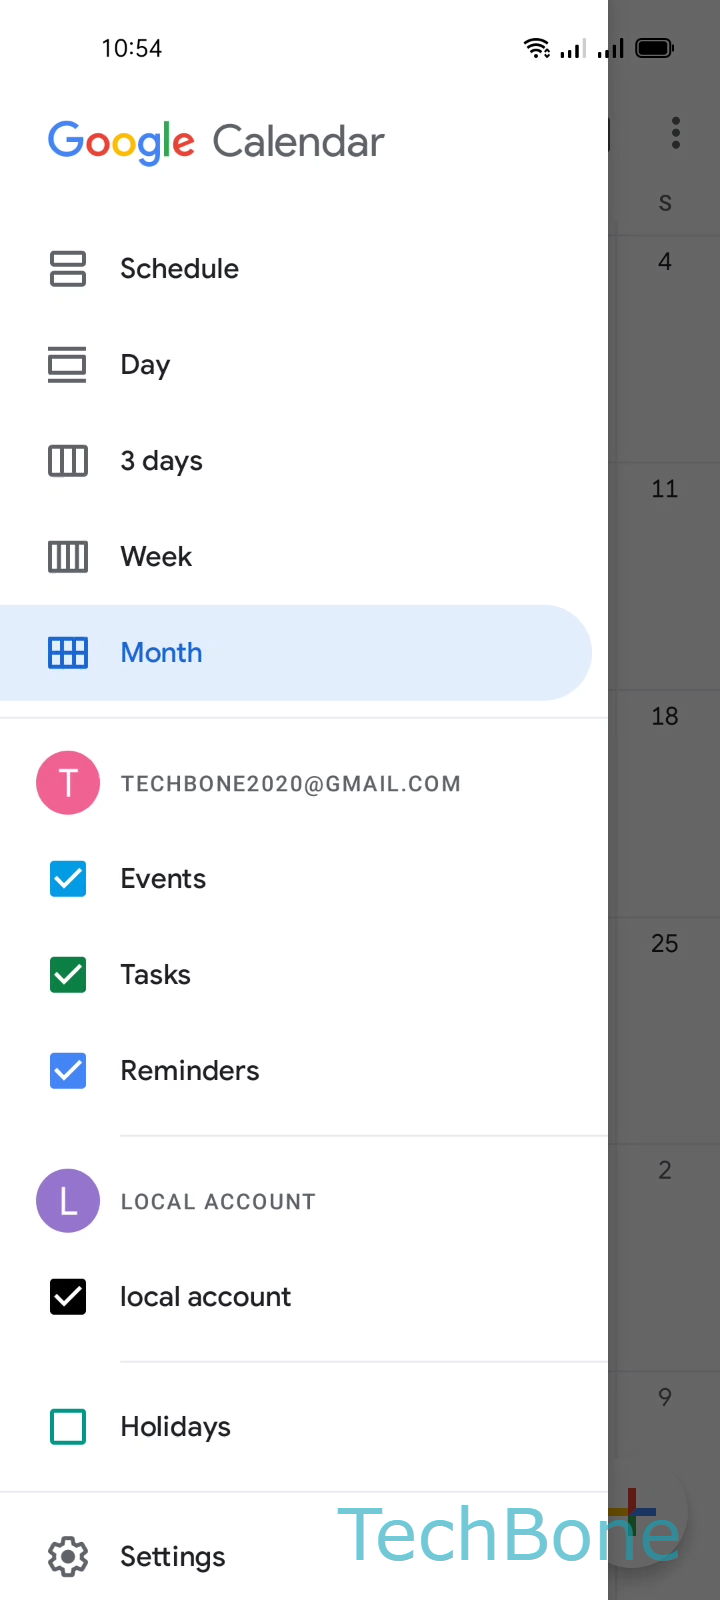 10:54
Google Calendar
S
Schedule
4
Day
3 days
11
Week
Month
18
T TECHBONE2020@GMAIL.COM
Events
25
Tasks
Reminders
2
L LOCAL ACCOUNT
local account
9
Holidays
TechBone
Settings